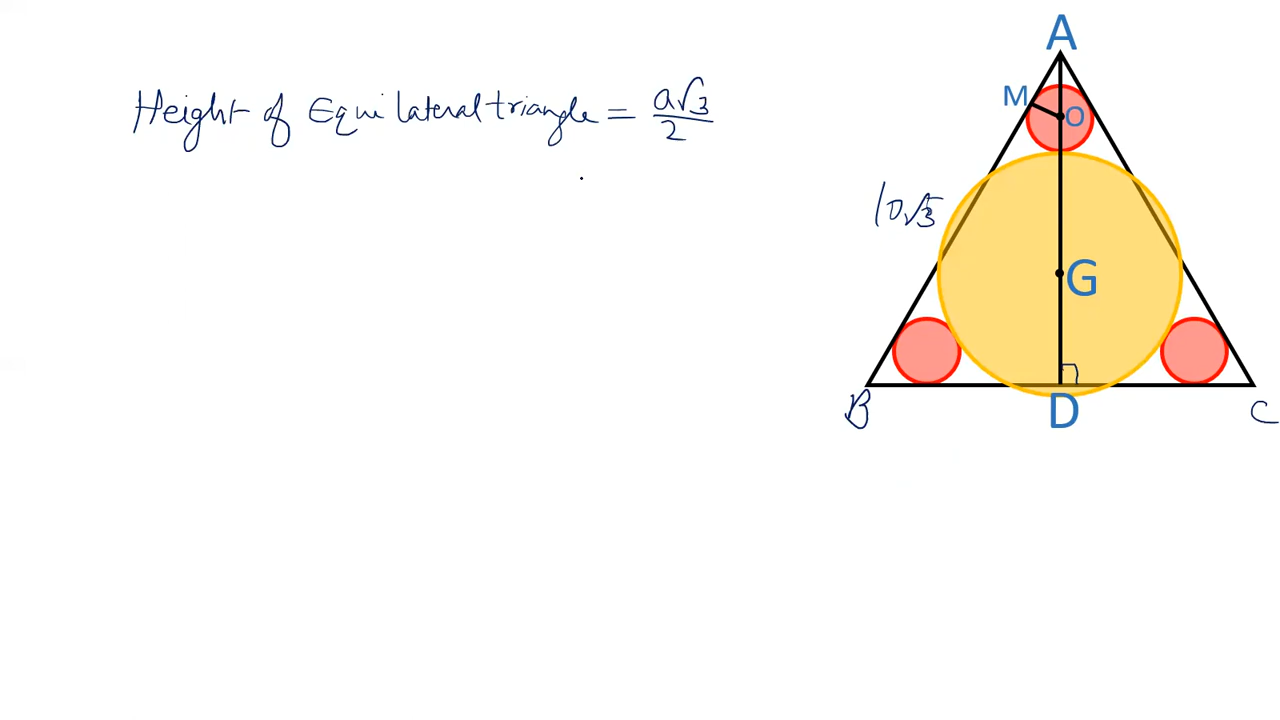 Height of Equilateral triangle = a√3/2
A
M
O
10√3
G
B
D
C